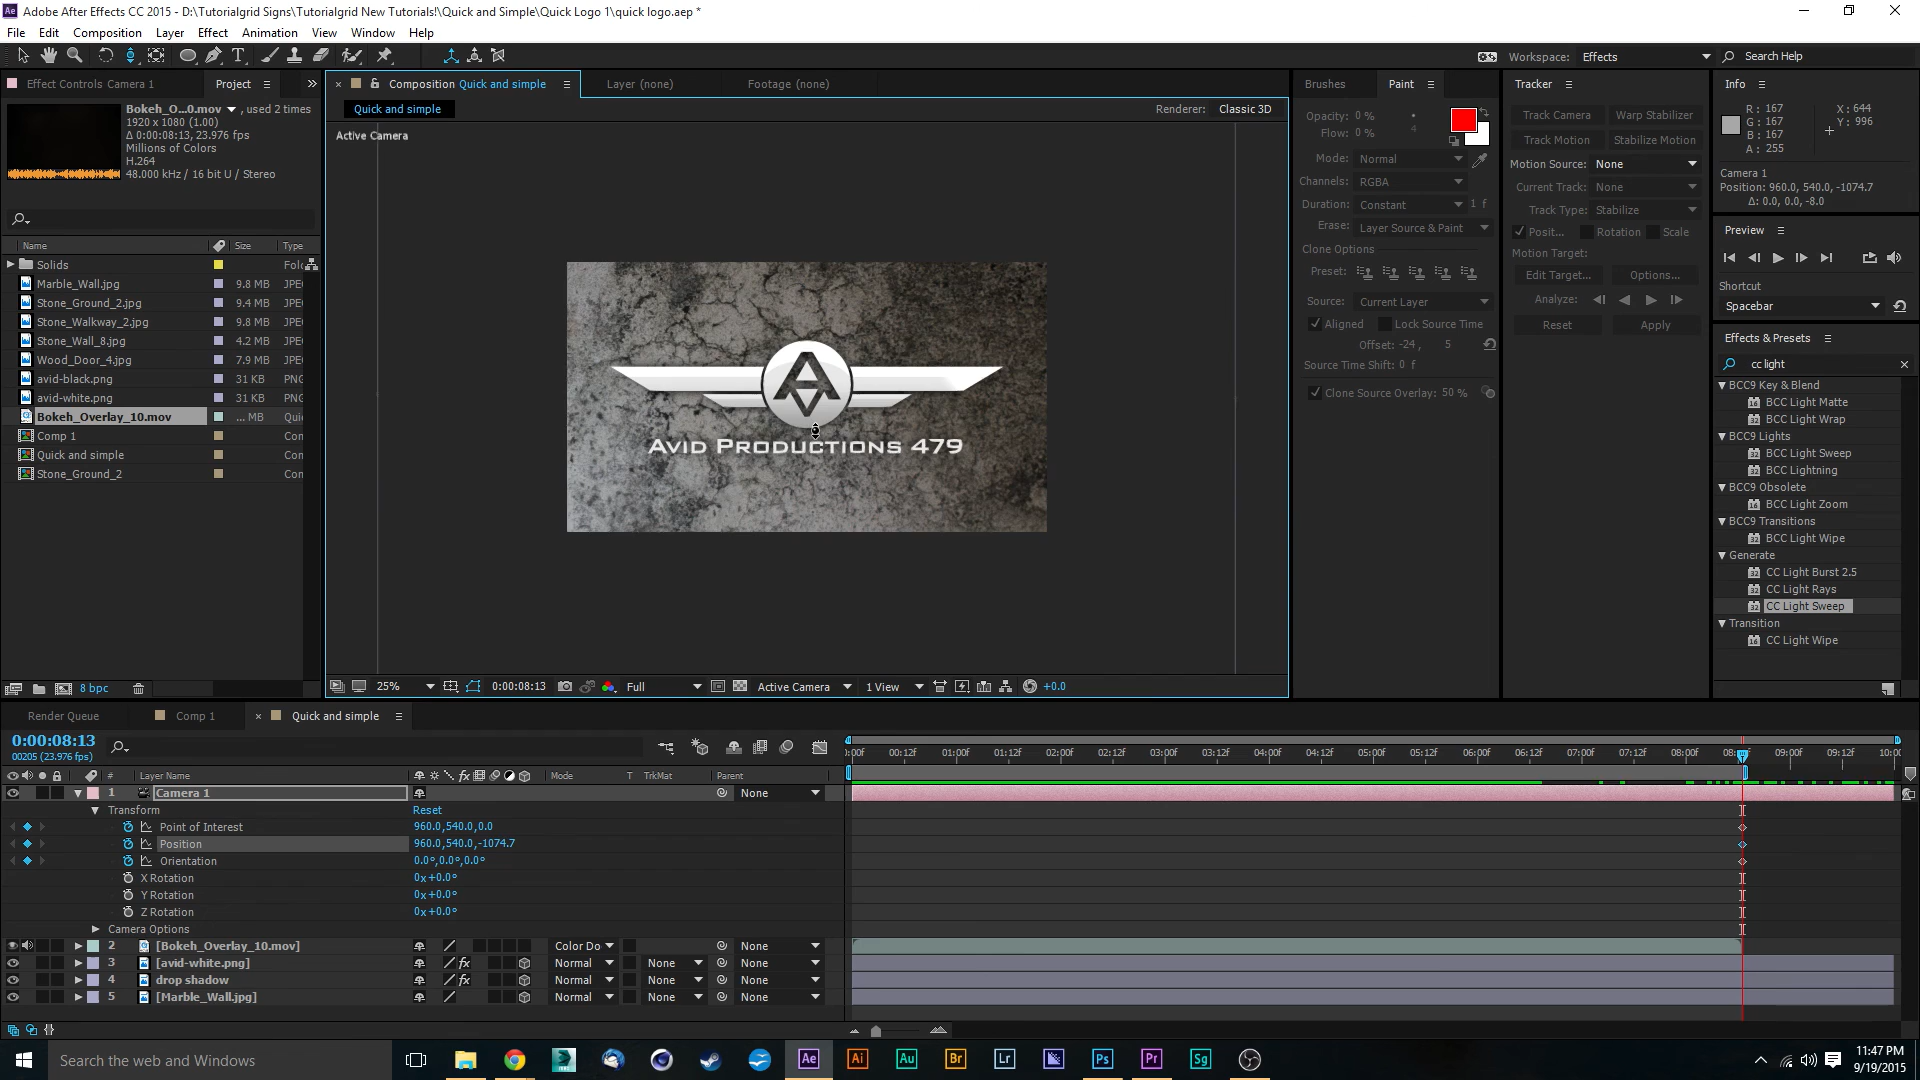 Adobe After Effects CC 2015 - D:\Tutorialgrid Signs\Tutorialgrid New Tutorials!\Quick and Simple\Quick Logo 1\quick logo.aep *
File Edit Composition Layer Effect Animation View Window Help
Workspace: Effects Search Help
Effect Controls Camera 1 Project
Bokeh_O...0.mov , used 2 times
1920 x 1080 (1.00)
Δ 0:00:08:13, 23.976 fps)
Millions of Colors
H.264
48.000 kHz / 16 bit U / Stereo
Name Size Type
Solids Fol
Marble_Wall.jpg 9.8 MB JPE
Stone_Ground_2.jpg 9.4 MB JPE
Stone_Walkway_2.jpg 9.8 MB JPE
Stone_Wall_8.jpg 4.2 MB JPE
Wood_Door_4.jpg 7.9 MB JPE
avid-black.png 31 KB PNG
avid-white.png 31 KB PNG
Bokeh_Overlay_10.mov ... MB Quic
Comp 1 Con
Quick and simple Con
Stone_Ground_2 Con
8 bpc
Composition Quick and simple Layer (none) Footage (none)
Quick and simple Renderer: Classic 3D
Active Camera
Avid Productions 479
25% 0:00:08:13 Full Active Camera 1 View +0.0
Brushes Paint
Opacity: 0 %
Flow: 0 % 4
Mode: Normal
Channels: RGBA
Duration: Constant 1 f
Erase: Layer Source & Paint
Clone Options
Preset:
Source: Current Layer
Aligned Lock Source Time
Offset: -24 , 5
Source Time Shift: 0 f
Clone Source Overlay: 50 %
Tracker
Track Camera Warp Stabilizer
Track Motion Stabilize Motion
Motion Source: None
Current Track: None
Track Type: Stabilize
Posit... Rotation Scale
Motion Target:
Edit Target... Options...
Analyze:
Reset Apply
Info
R : 167 X : 644
G : 167 Y : 996
B : 167
A : 255
Camera 1
Position: 960.0, 540.0, -1074.7
Δ: 0.0, 0.0, -8.0
Preview
Shortcut
Spacebar
Effects & Presets
cc light
BCC9 Key & Blend
BCC Light Matte
BCC Light Wrap
BCC9 Lights
BCC Light Sweep
BCC Lightning
BCC9 Obsolete
BCC Light Zoom
BCC9 Transitions
BCC Light Wipe
Generate
CC Light Burst 2.5
CC Light Rays
CC Light Sweep
Transition
CC Light Wipe
Render Queue Comp 1 Quick and simple
0:00:08:13
00205 (23.976 fps)
:00f 00:12f 01:00f 01:12f 02:00f 02:12f 03:00f 03:12f 04:00f 04:12f 05:00f 05:12f 06:00f 06:12f 07:00f 07:12f 08:00f 08: 09:00f 09:12f 10:0
# Layer Name fx Mode T TrkMat Parent
1 Camera 1 None
Transform Reset
Point of Interest 960.0,540.0,0.0
Position 960.0,540.0,-1074.7
Orientation 0.0°,0.0°,0.0°
X Rotation 0x+0.0°
Y Rotation 0x+0.0°
Z Rotation 0x+0.0°
Camera Options
2 [Bokeh_Overlay_10.mov] Color Do None
3 [avid-white.png] fx Normal None None
4 drop shadow fx Normal None None
5 [Marble_Wall.jpg] Normal None None
Search the web and Windows Ae Ai Au Br Lr Ps Pr Sg 11:47 PM
9/19/2015